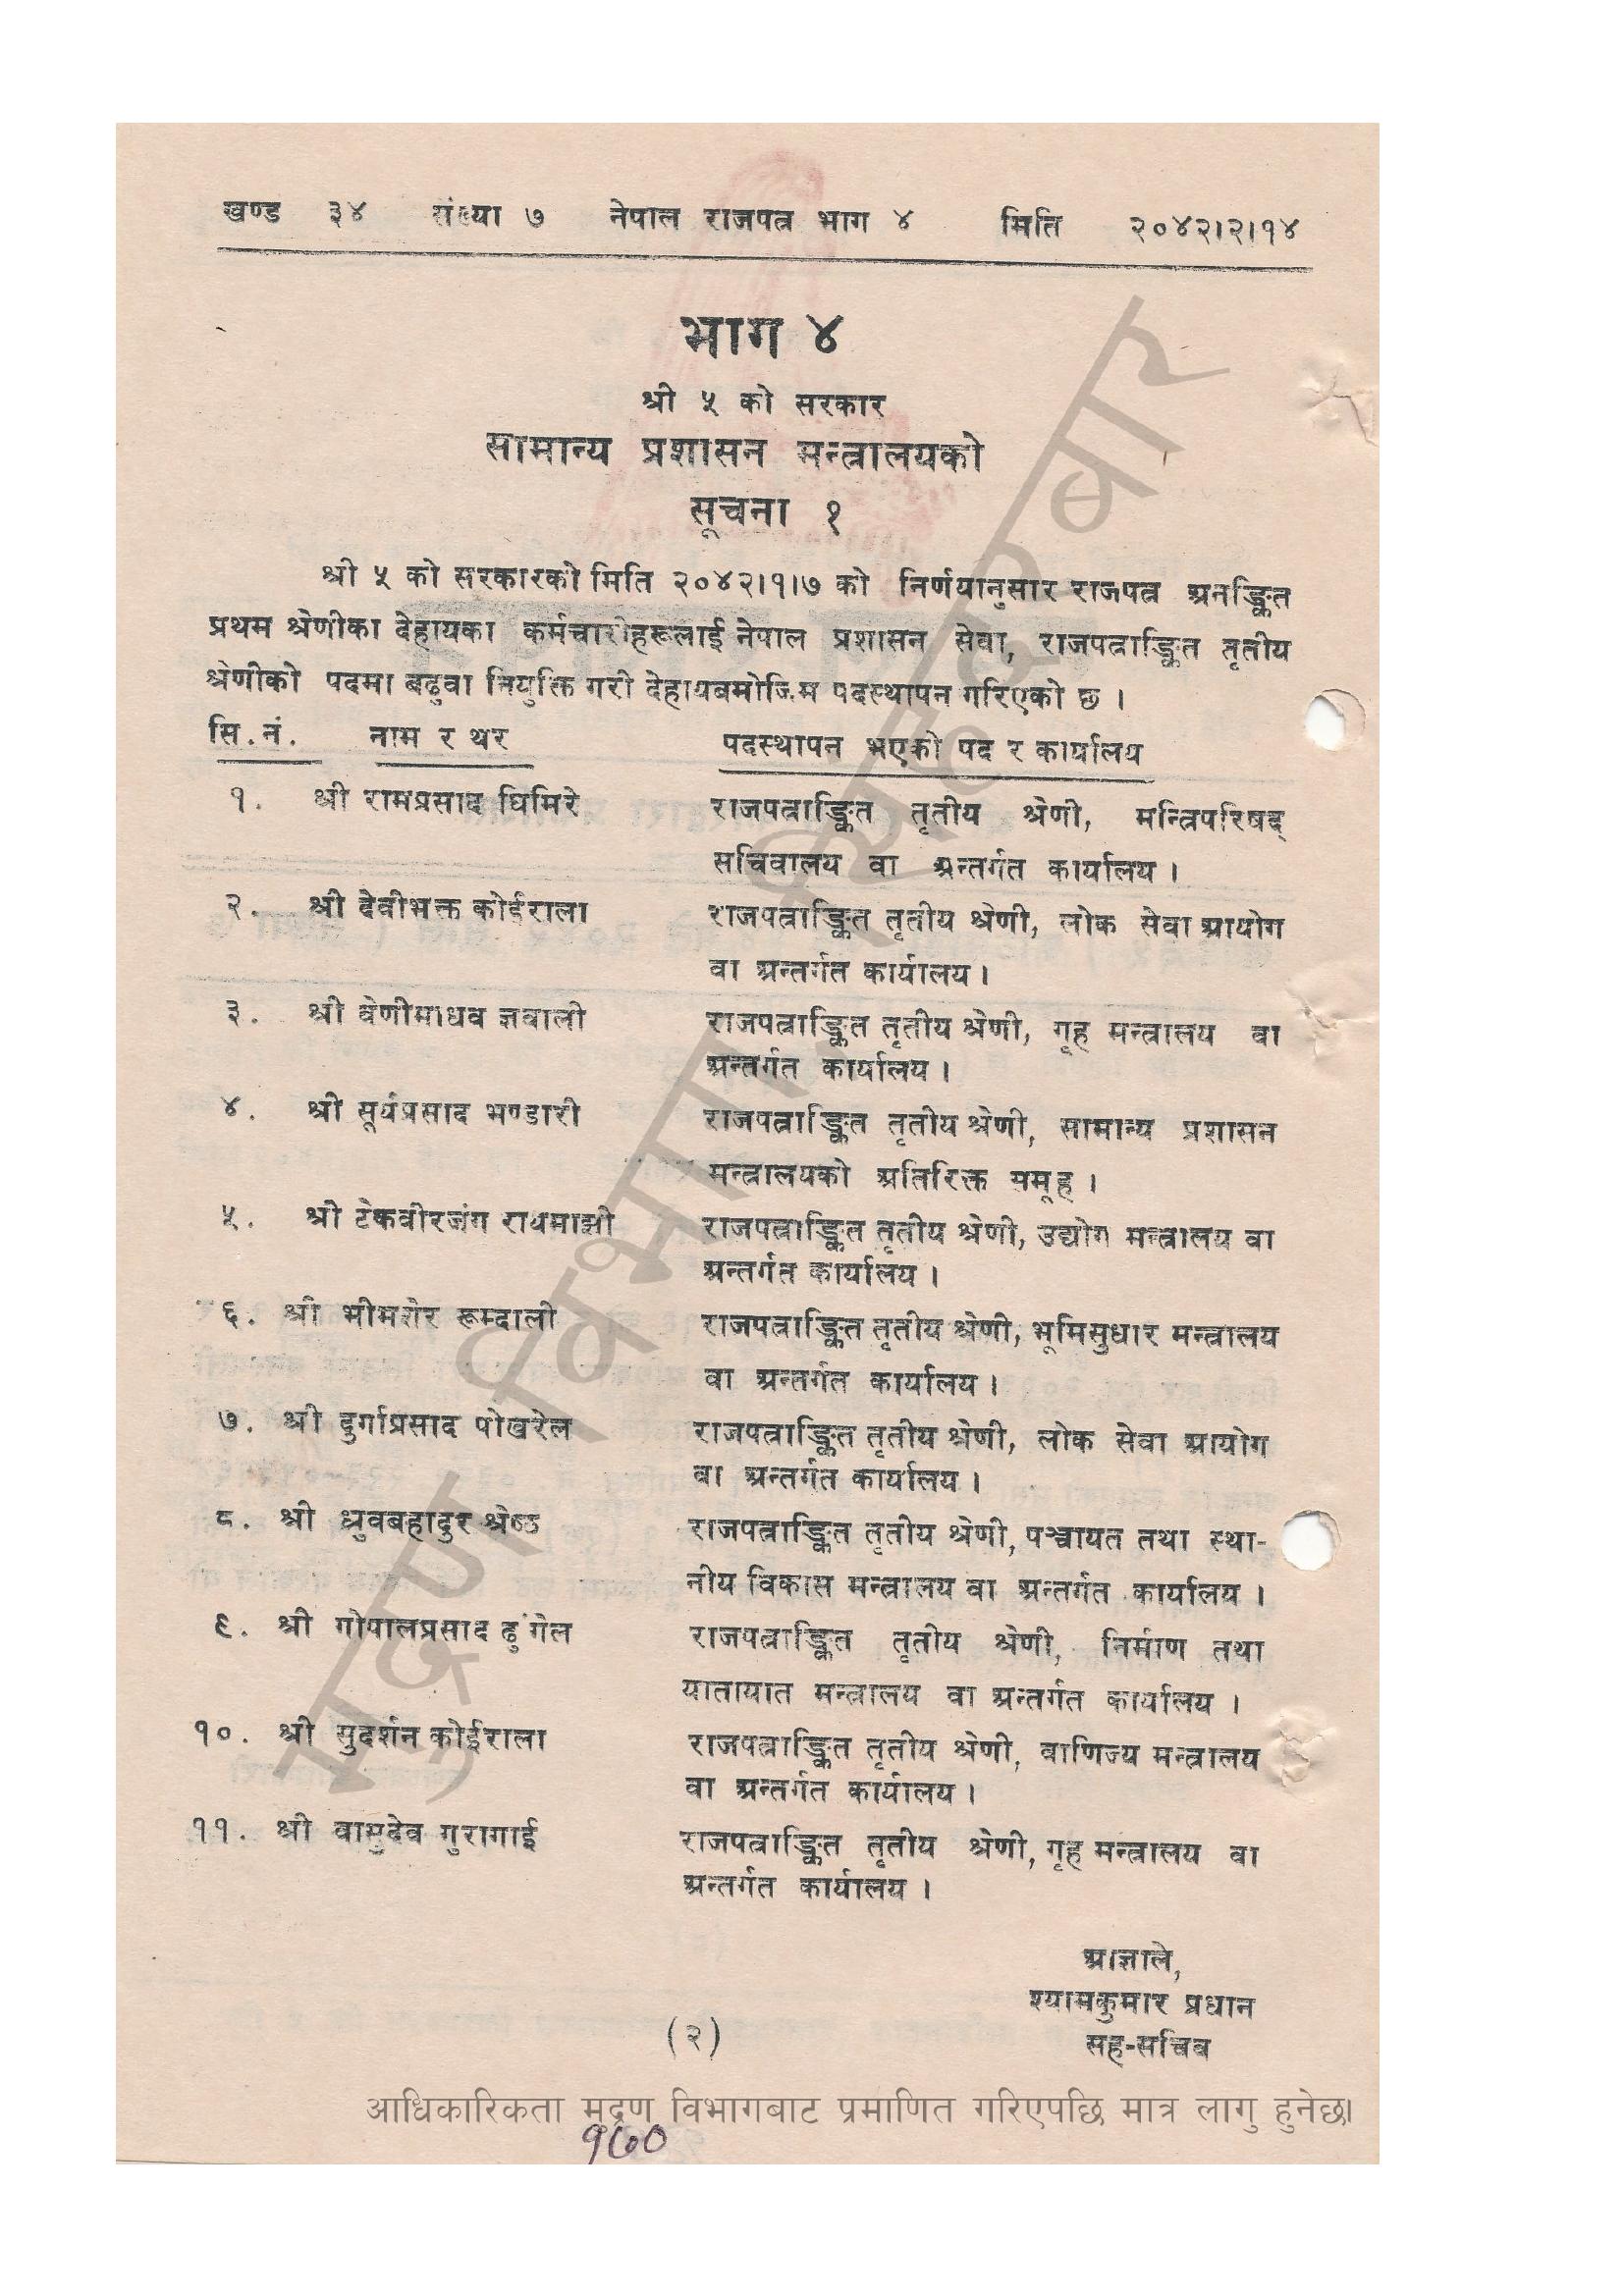 खण्ड ३४ संख्या ७ नेपाल राजपत्र भाग ४ मिति २०४२।२।१४
भाग ४
श्री ५ को सरकार
सामान्य प्रशासन मन्त्रालयको
सूचना १
श्री ५ को सरकारको मिति २०४२।१।७ को निर्णयानुसार राजपत्र अनङ्कित
प्रथम श्रेणीका देहायका कर्मचारीहरूलाई नेपाल प्रशासन सेवा, राजपत्राङ्कित तृतीय
श्रेणीको पदमा बढुवा नियुक्ति गरी देहायबमोजिम पदस्थापन गरिएको छ ।
सि.नं. नाम र थर पदस्थापन भएको पद र कार्यालय
१. श्री रामप्रसाद घिमिरे राजपत्राङ्कित तृतीय श्रेणी, मन्त्रिपरिषद्
सचिवालय वा अन्तर्गत कार्यालय ।
२. श्री देवीभक्त कोईराला राजपत्राङ्कित तृतीय श्रेणी, लोक सेवा आयोग
वा अन्तर्गत कार्यालय ।
३. श्री वेणीमाधव ज्ञवाली राजपत्राङ्कित तृतीय श्रेणी, गृह मन्त्रालय वा
अन्तर्गत कार्यालय ।
४. श्री सूर्यप्रसाद भण्डारी राजपत्राङ्कित तृतीय श्रेणी, सामान्य प्रशासन
मन्त्रालयको अतिरिक्त समूह ।
५. श्री टेकवीरजंग रायमाझी राजपत्राङ्कित तृतीय श्रेणी, उद्योग मन्त्रालय वा
अन्तर्गत कार्यालय ।
६. श्री भीमशेर रूम्दाली राजपत्राङ्कित तृतीय श्रेणी, भूमिसुधार मन्त्रालय
वा अन्तर्गत कार्यालय ।
७. श्री दुर्गाप्रसाद पोखरेल राजपत्राङ्कित तृतीय श्रेणी, लोक सेवा आयोग
वा अन्तर्गत कार्यालय ।
८. श्री ध्रुवबहादुर श्रेष्ठ राजपत्राङ्कित तृतीय श्रेणी, पञ्चायत तथा स्था-
नीय विकास मन्त्रालय वा अन्तर्गत कार्यालय ।
९. श्री गोपालप्रसाद ढुंगेल राजपत्राङ्कित तृतीय श्रेणी, निर्माण तथा
यातायात मन्त्रालय वा अन्तर्गत कार्यालय ।
१०. श्री सुदर्शन कोईराला राजपत्राङ्कित तृतीय श्रेणी, वाणिज्य मन्त्रालय
वा अन्तर्गत कार्यालय ।
११. श्री वासुदेव गुरागाई राजपत्राङ्कित तृतीय श्रेणी, गृह मन्त्रालय वा
अन्तर्गत कार्यालय ।
आज्ञाले,
श्यामकुमार प्रधान
सह-सचिव
(२)
आधिकारिकता मुद्रण विभागबाट प्रमाणित गरिएपछि मात्र लागु हुनेछ।